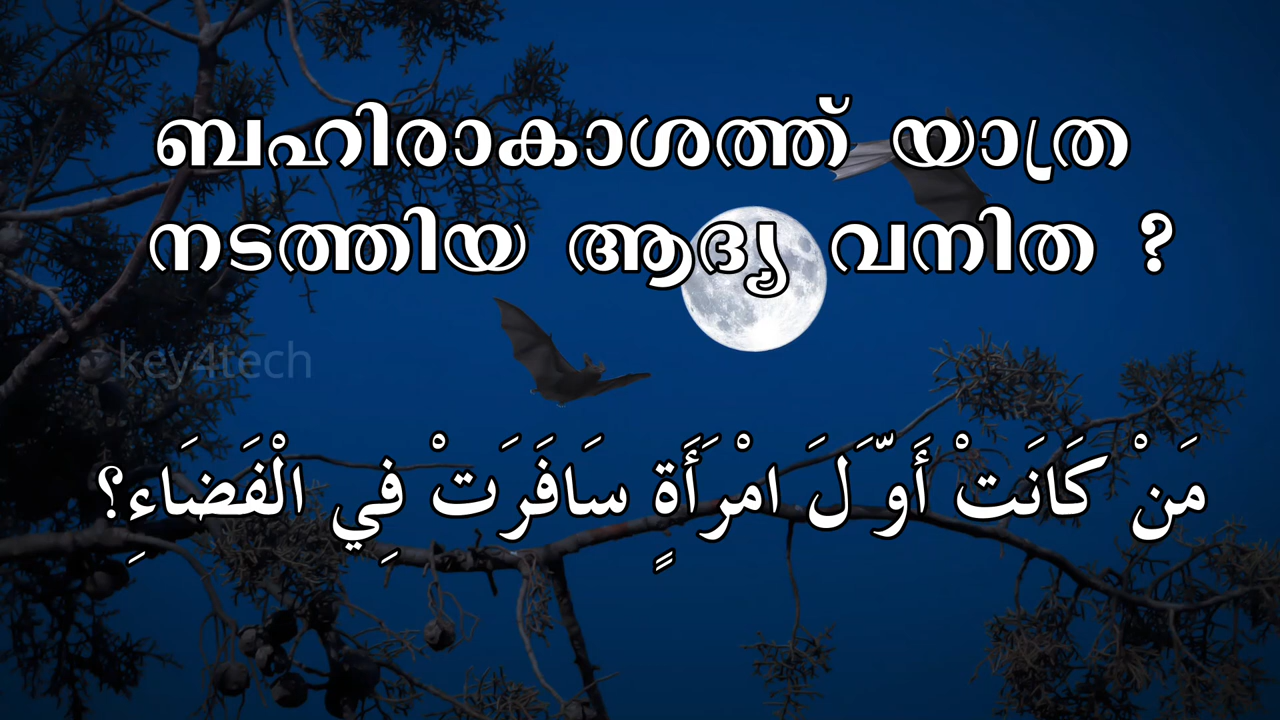 ബഹിരാകാശത്ത് യാത്ര
നടത്തിയ ആദ്യ വനിത ?
key4tech
مَنْ كَانَتْ أَوَّلَ امْرَأَةٍ سَافَرَتْ فِي الْفَضَاءِ؟